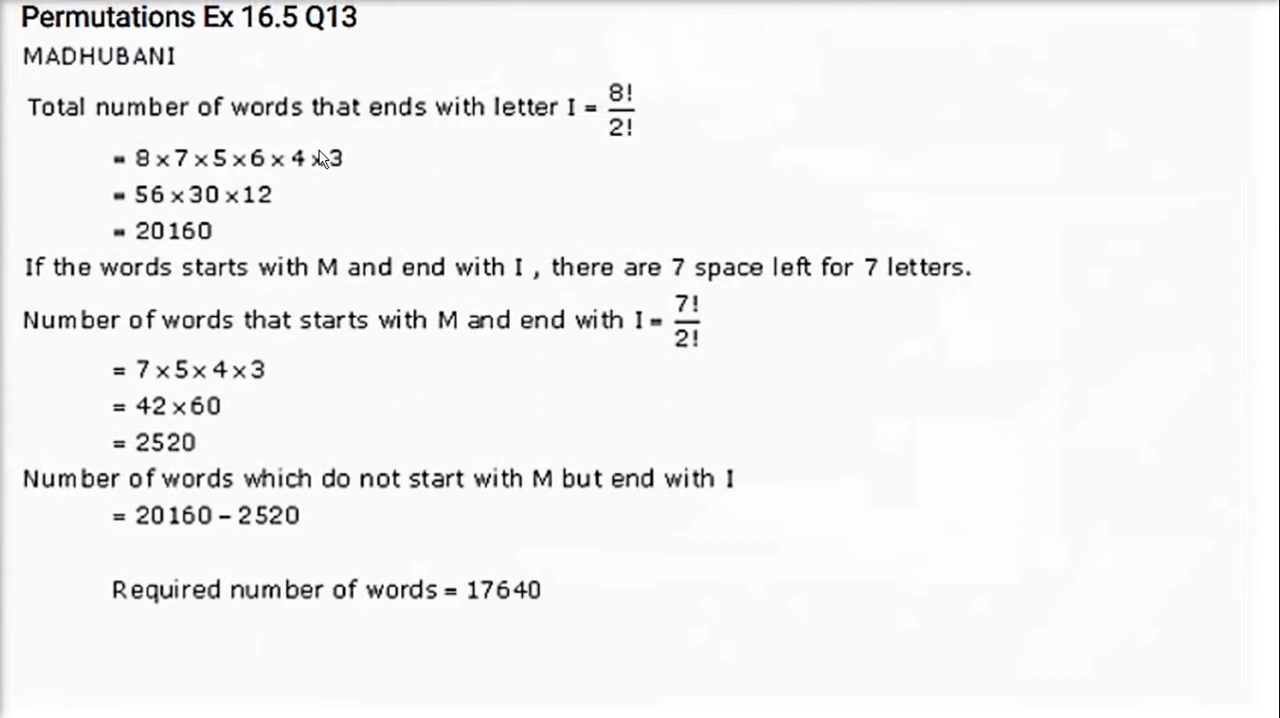 Permutations Ex 16.5 Q13
MADHUBANI
Total number of words that ends with letter I = 8!/2!
= 8×7×5×6×4×3
= 56×30×12
= 20160
If the words starts with M and end with I , there are 7 space left for 7 letters.
Number of words that starts with M and end with I = 7!/2!
= 7×5×4×3
= 42×60
= 2520
Number of words which do not start with M but end with I
= 20160 – 2520
Required number of words = 17640